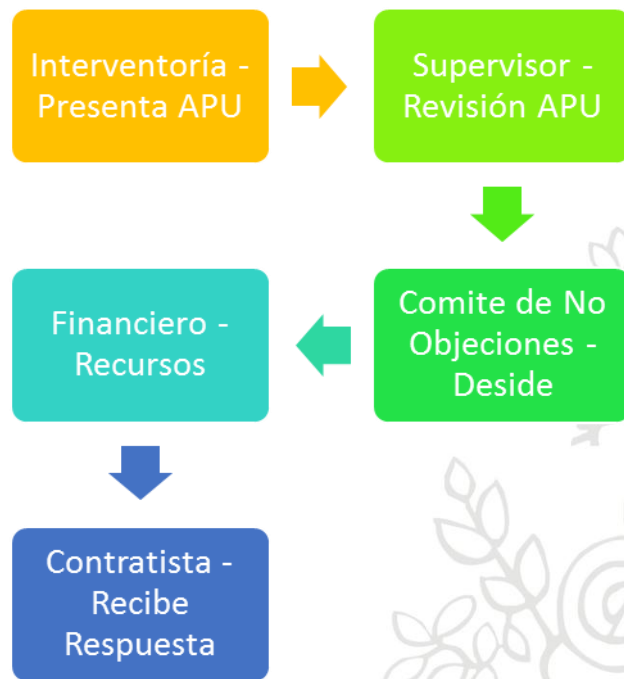 Interventoría -
Presenta APU
Supervisor -
Revisión APU
Comite de No
Objeciones -
Deside
Financiero -
Recursos
Contratista -
Recibe
Respuesta